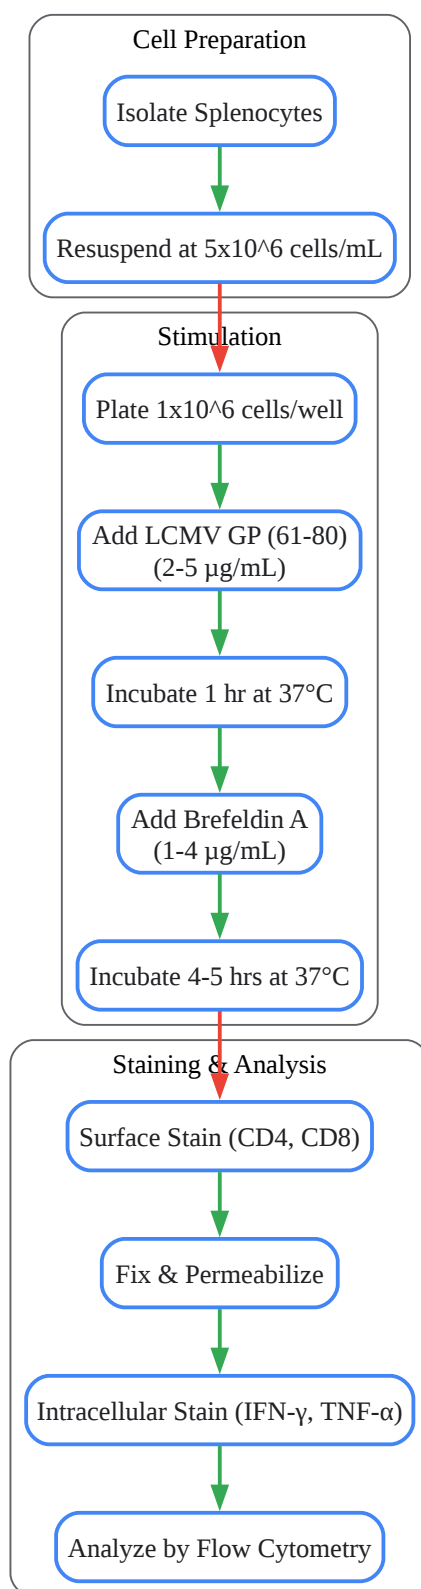 Cell Preparation
Isolate Splenocytes
Resuspend at 5x10^6 cells/mL
Stimulation
Plate 1x10^6 cells/well
Add LCMV GP (61-80)
(2-5 µg/mL)
Incubate 1 hr at 37°C
Add Brefeldin A
(1-4 µg/mL)
Incubate 4-5 hrs at 37°C
Staining & Analysis
Surface Stain (CD4, CD8)
Fix & Permeabilize
Intracellular Stain (IFN-γ, TNF-α)
Analyze by Flow Cytometry